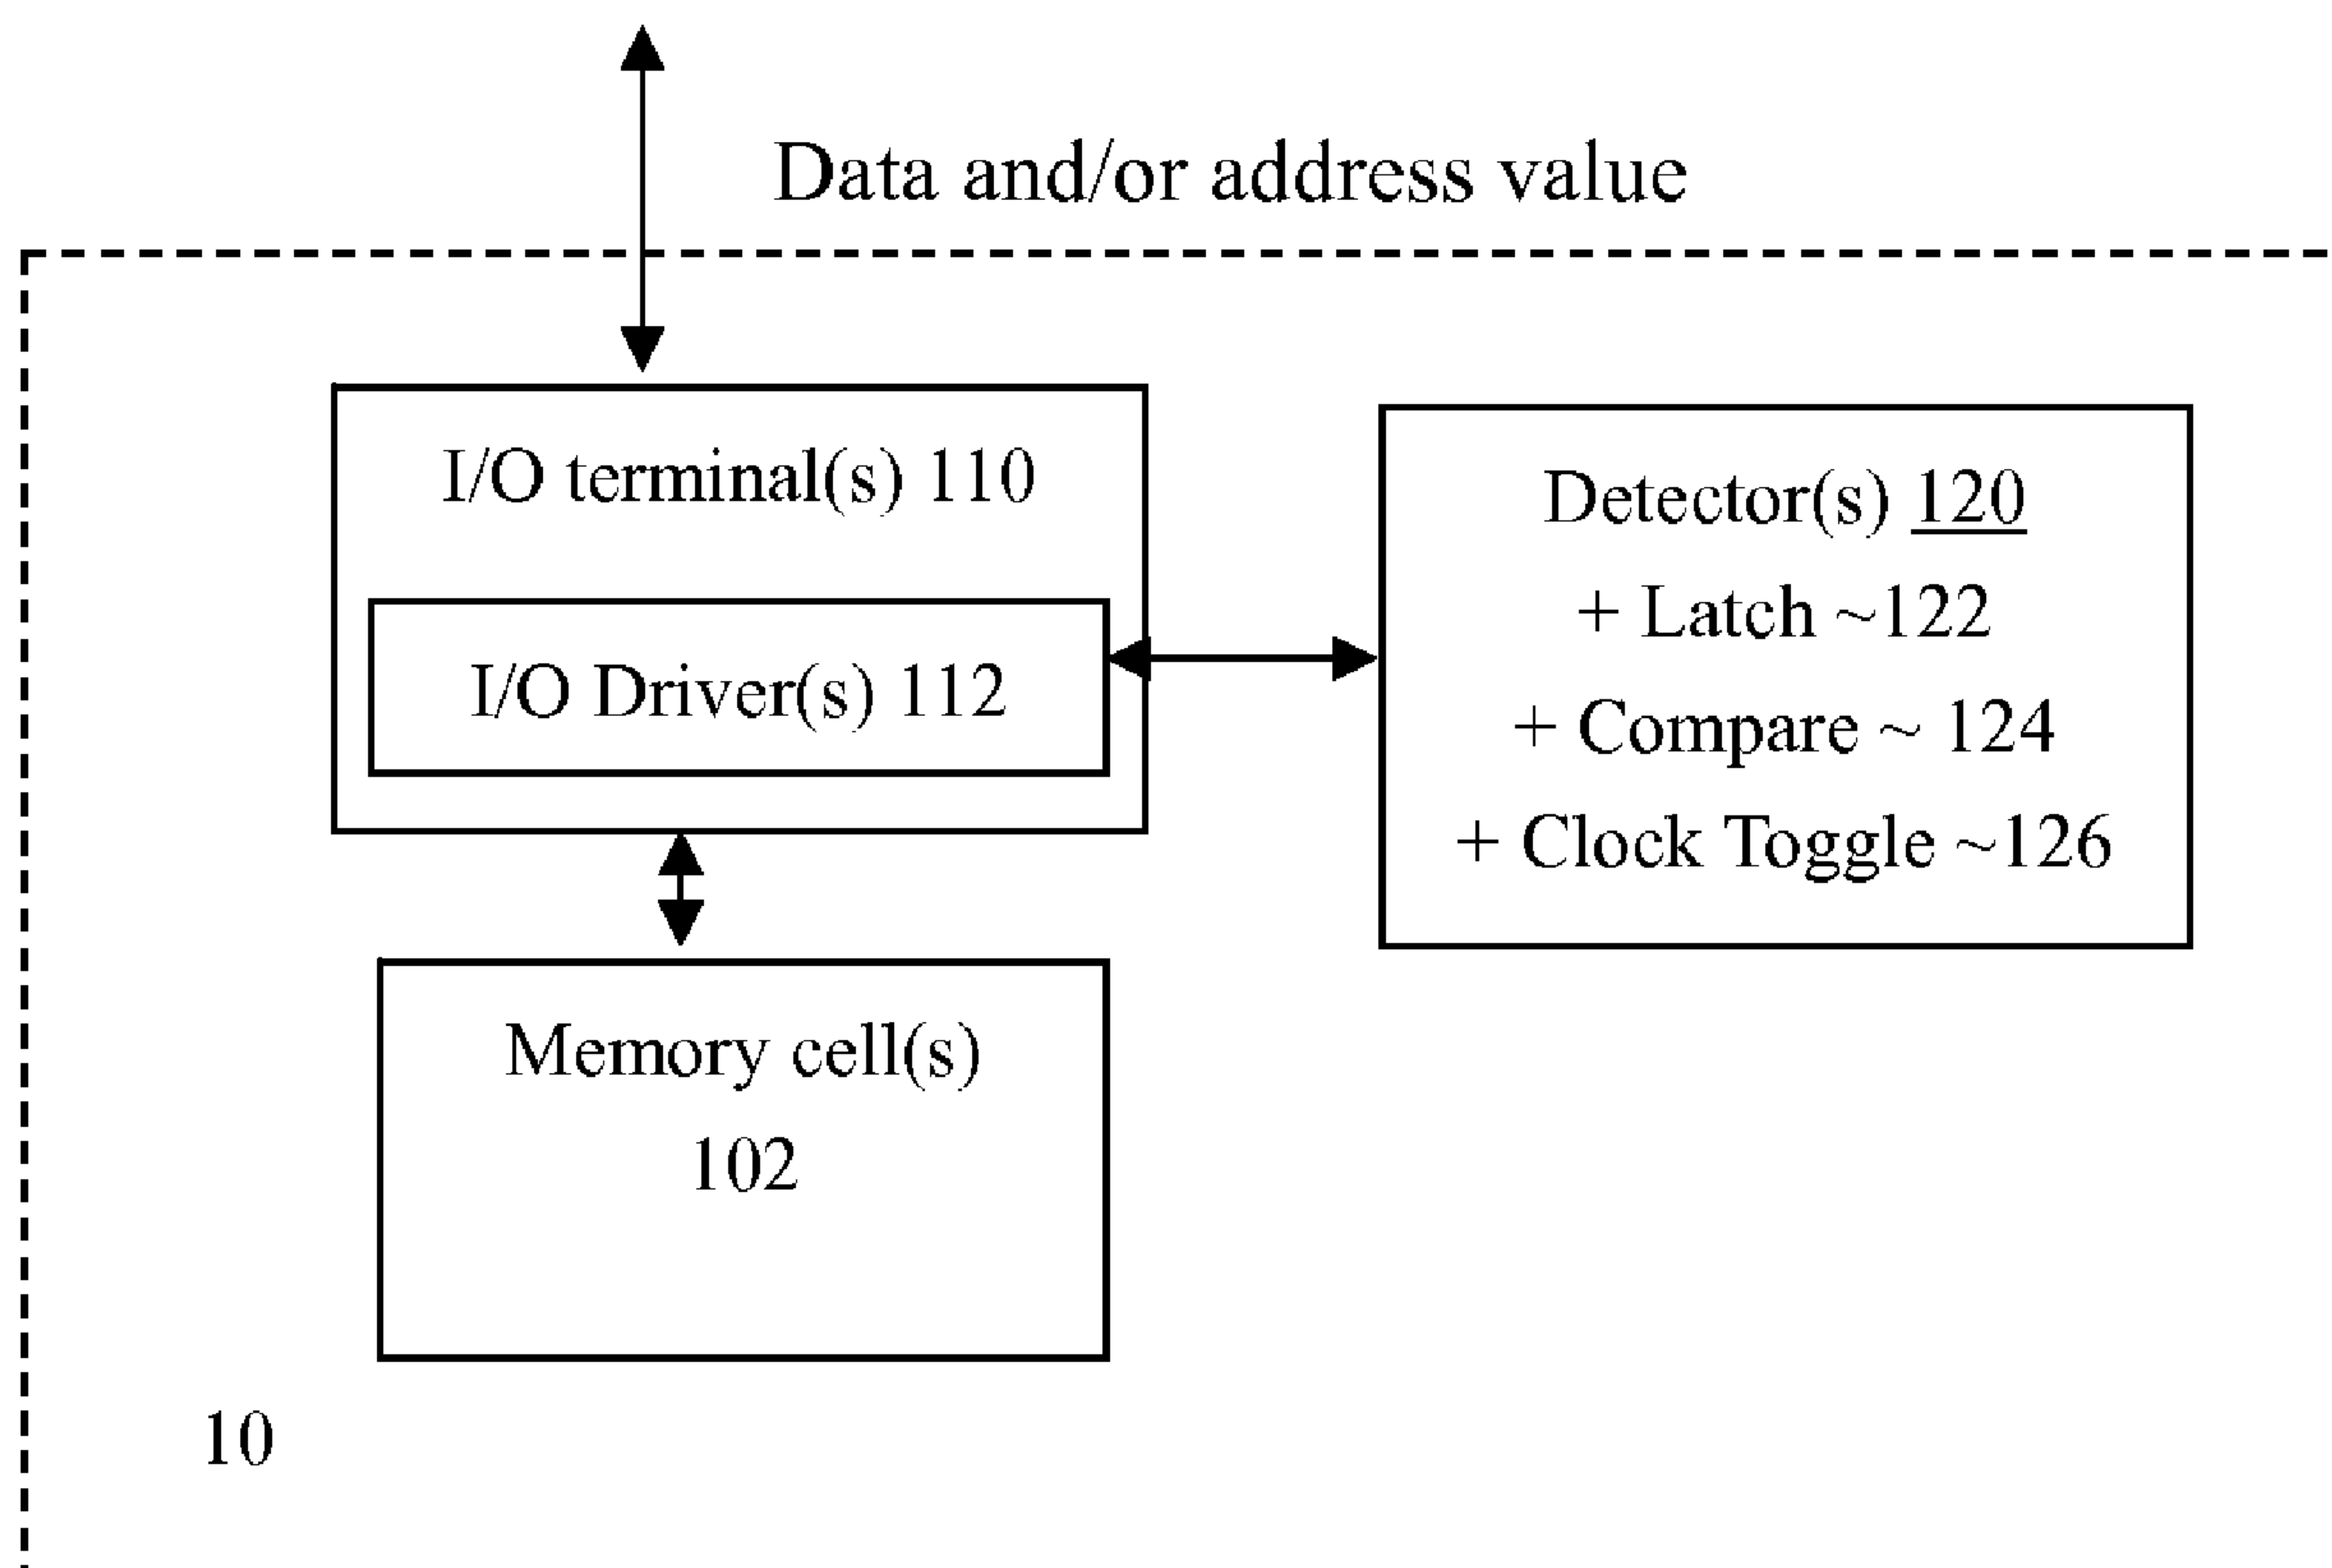 Data and/or address value
I/O terminal(s) 110
I/O Driver(s) 112
Detector(s) 120
+ Latch ~122
+ Compare ~ 124
+ Clock Toggle ~126
Memory cell(s)
102
10